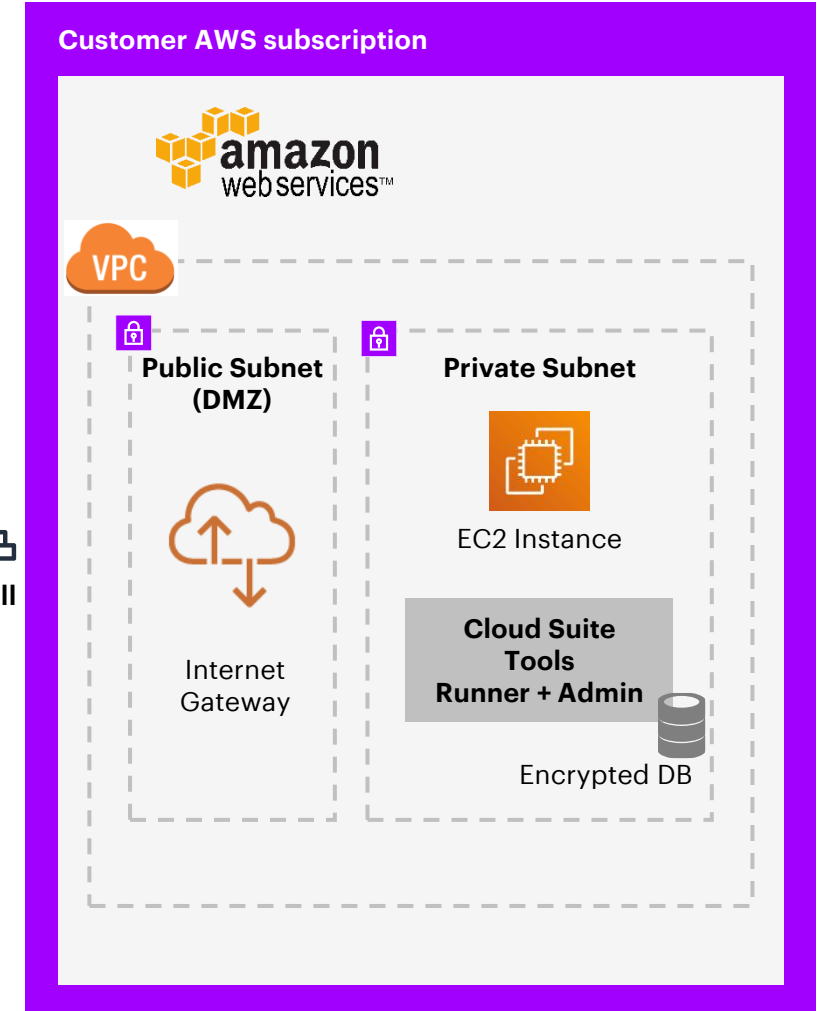 Customer AWS subscription
amazon
webservices™
VPC
Public Subnet
(DMZ)
Private Subnet
EC2 Instance
ll
Cloud Suite
Tools
Runner + Admin
Internet
Gateway
Encrypted DB